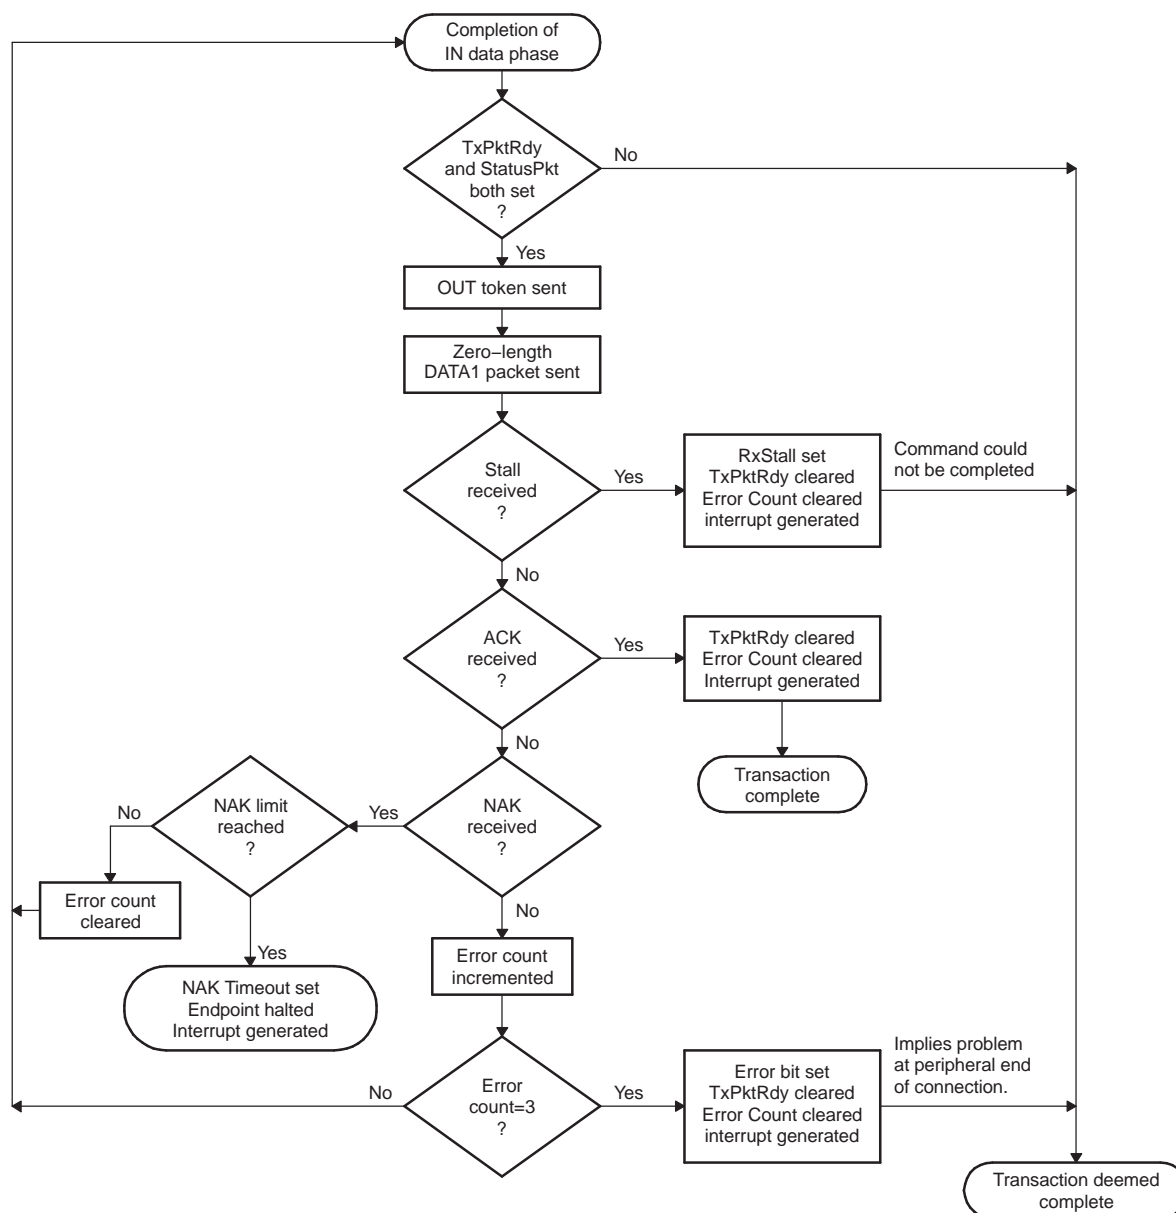 Completion of
IN data phase
TxPktRdy
and StatusPkt
both set
?
No
Yes
OUT token sent
Zero−length
DATA1 packet sent
Stall
received
?
Yes
RxStall set
TxPktRdy cleared
Error Count cleared
interrupt generated
Command could
not be completed
No
ACK
received
?
Yes
TxPktRdy cleared
Error Count cleared
Interrupt generated
Transaction
complete
No
NAK
received
?
Yes
NAK limit
reached
?
No
Error count
cleared
Yes
NAK Timeout set
Endpoint halted
Interrupt generated
No
Error count
incremented
Error
count=3
?
No
Yes
Error bit set
TxPktRdy cleared
Error Count cleared
interrupt generated
Implies problem
at peripheral end
of connection.
Transaction deemed
complete